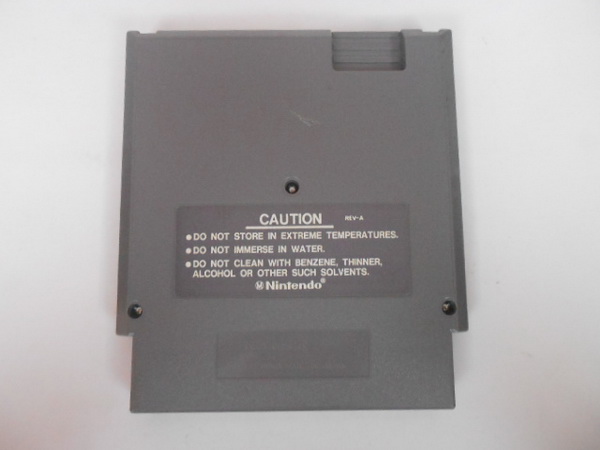 CAUTION REV-A
●DO NOT STORE IN EXTREME TEMPERATURES.
●DO NOT IMMERSE IN WATER.
●DO NOT CLEAN WITH BENZENE, THINNER,
ALCOHOL OR OTHER SUCH SOLVENTS.
Ⓜ Nintendo®